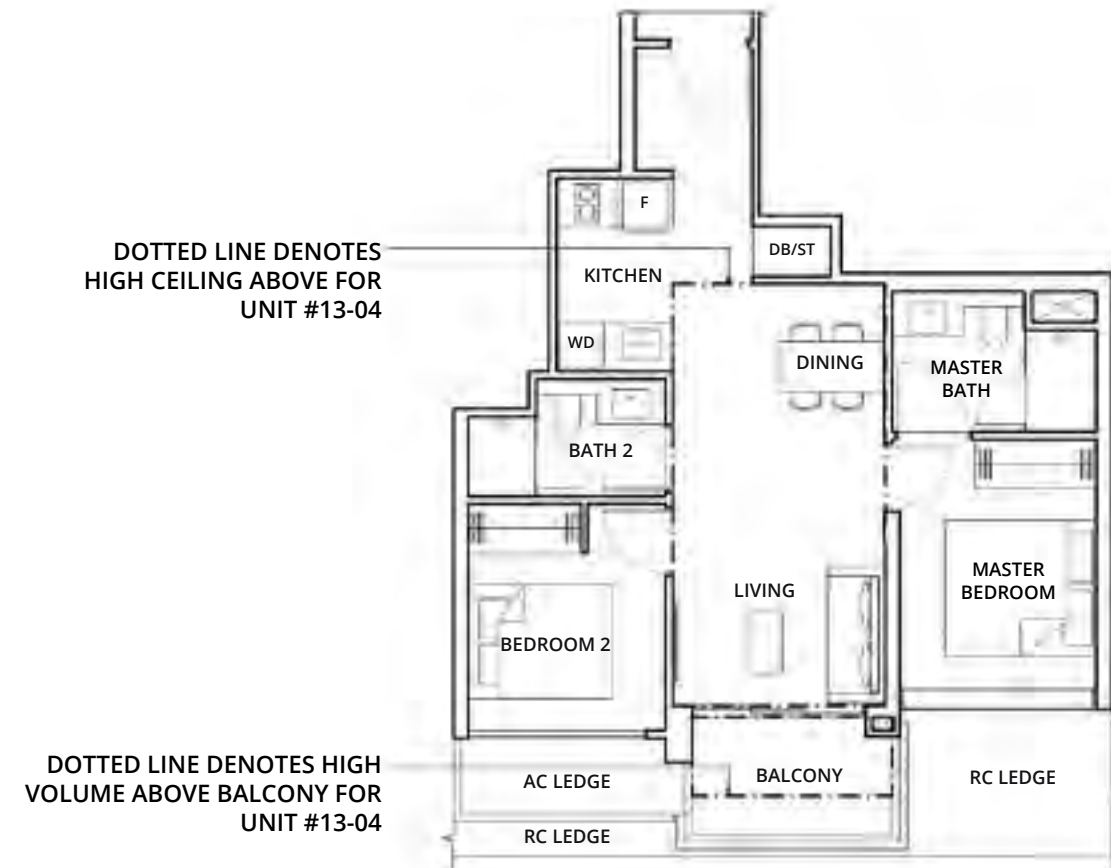 F
DOTTED LINE DENOTES
HIGH CEILING ABOVE FOR
UNIT #13-04
DB/ST
KITCHEN
WD
DINING
MASTER
BATH
BATH 2
MASTER
BEDROOM
LIVING
BEDROOM 2
DOTTED LINE DENOTES HIGH
VOLUME ABOVE BALCONY FOR
UNIT #13-04
AC LEDGE
BALCONY
RC LEDGE
RC LEDGE